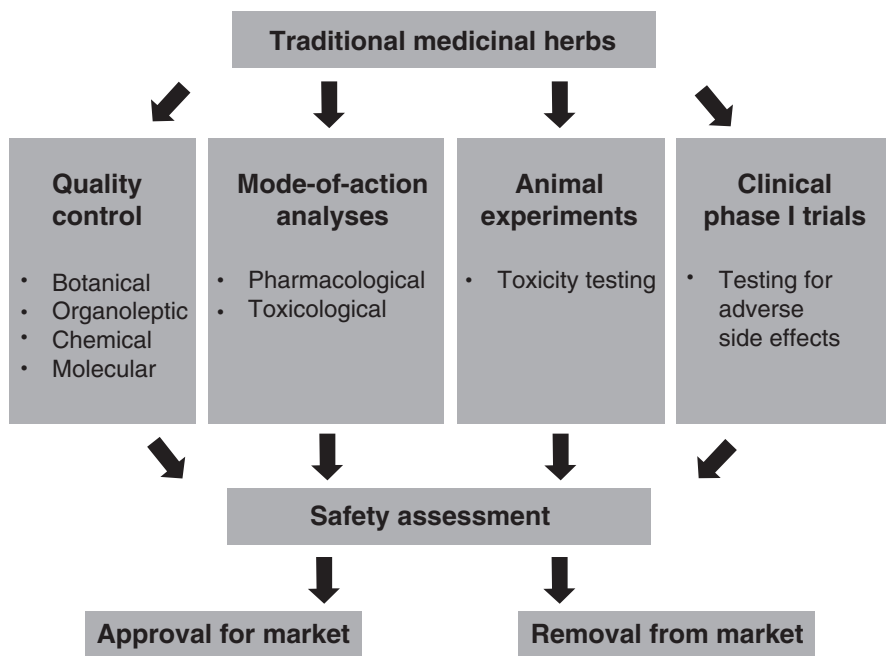 Traditional medicinal herbs
Quality
control
• Botanical
• Organoleptic
• Chemical
• Molecular
Mode-of-action
analyses
• Pharmacological
• Toxicological
Animal
experiments
• Toxicity testing
Clinical
phase I trials
• Testing for
adverse
side effects
Safety assessment
Approval for market
Removal from market